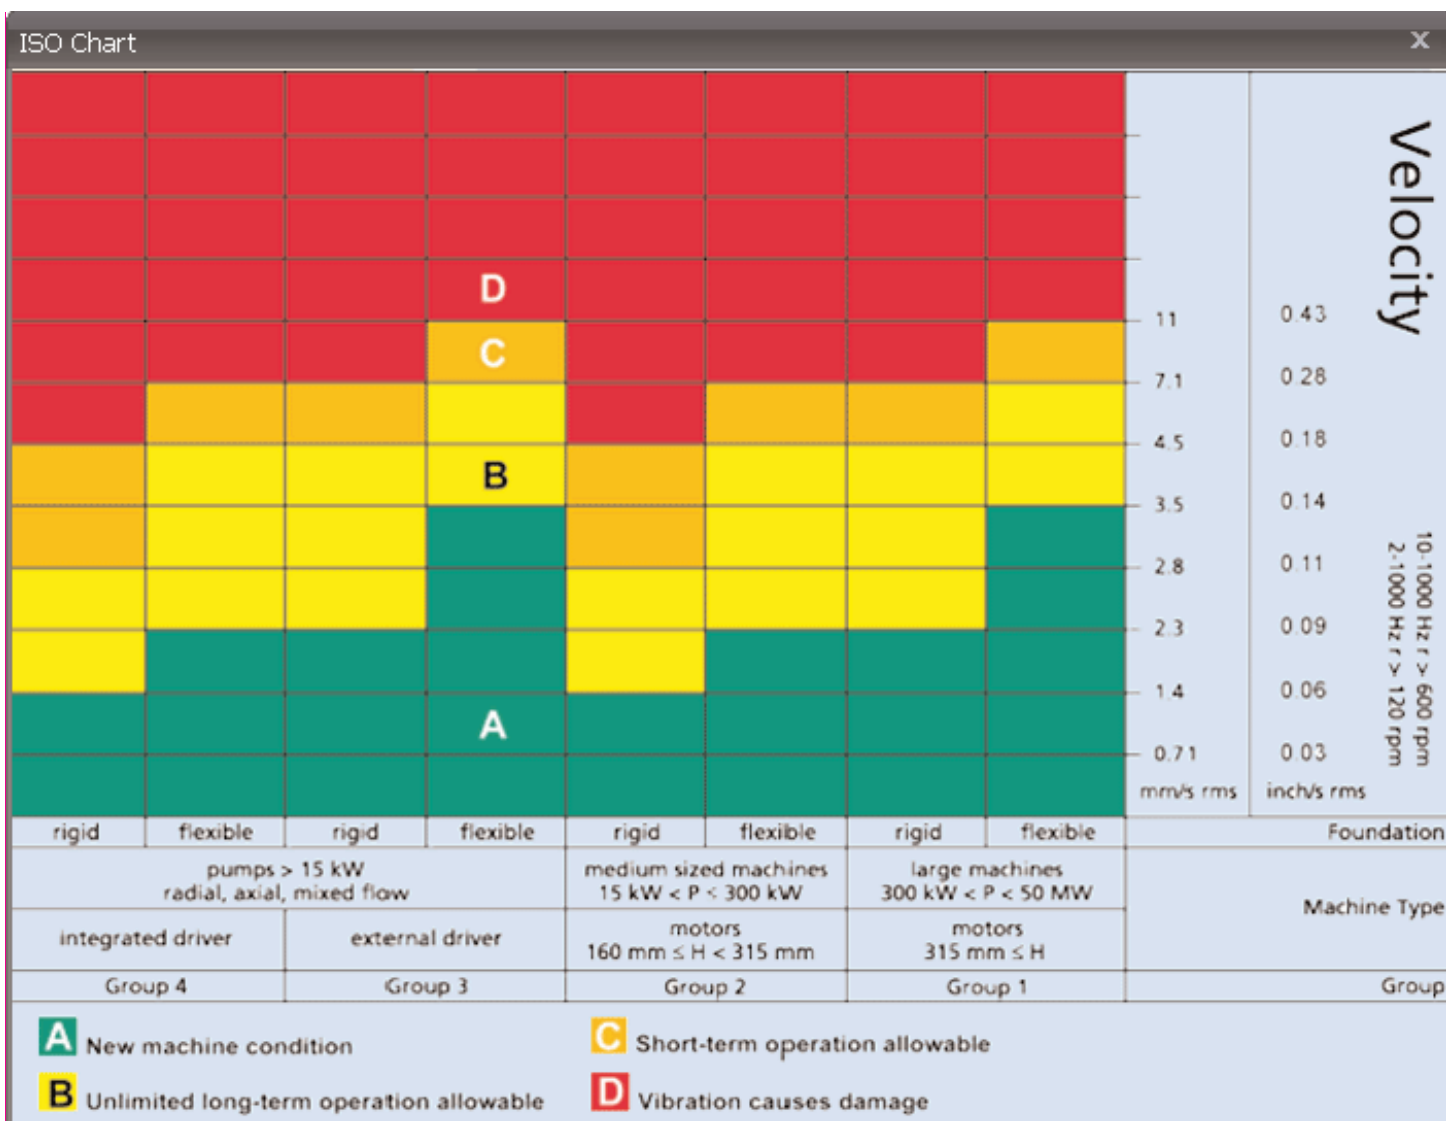 ISO Chart
x
D
C
B
A
11
7.1
4.5
3.5
2.8
2.3
1.4
0.71
mm/s rms
0.43
0.28
0.18
0.14
0.11
0.09
0.06
0.03
inch/s rms
Velocity
10-1000 Hz r > 600 rpm
2-1000 Hz r > 120 rpm
rigid flexible rigid flexible rigid flexible rigid flexible Foundation
pumps > 15 kW
radial, axial, mixed flow
medium sized machines
15 kW < P ≤ 300 kW
large machines
300 kW < P < 50 MW
Machine Type
integrated driver
external driver
motors
160 mm ≤ H < 315 mm
motors
315 mm ≤ H
Group 4 Group 3 Group 2 Group 1 Group
A New machine condition
C Short-term operation allowable
B Unlimited long-term operation allowable
D Vibration causes damage